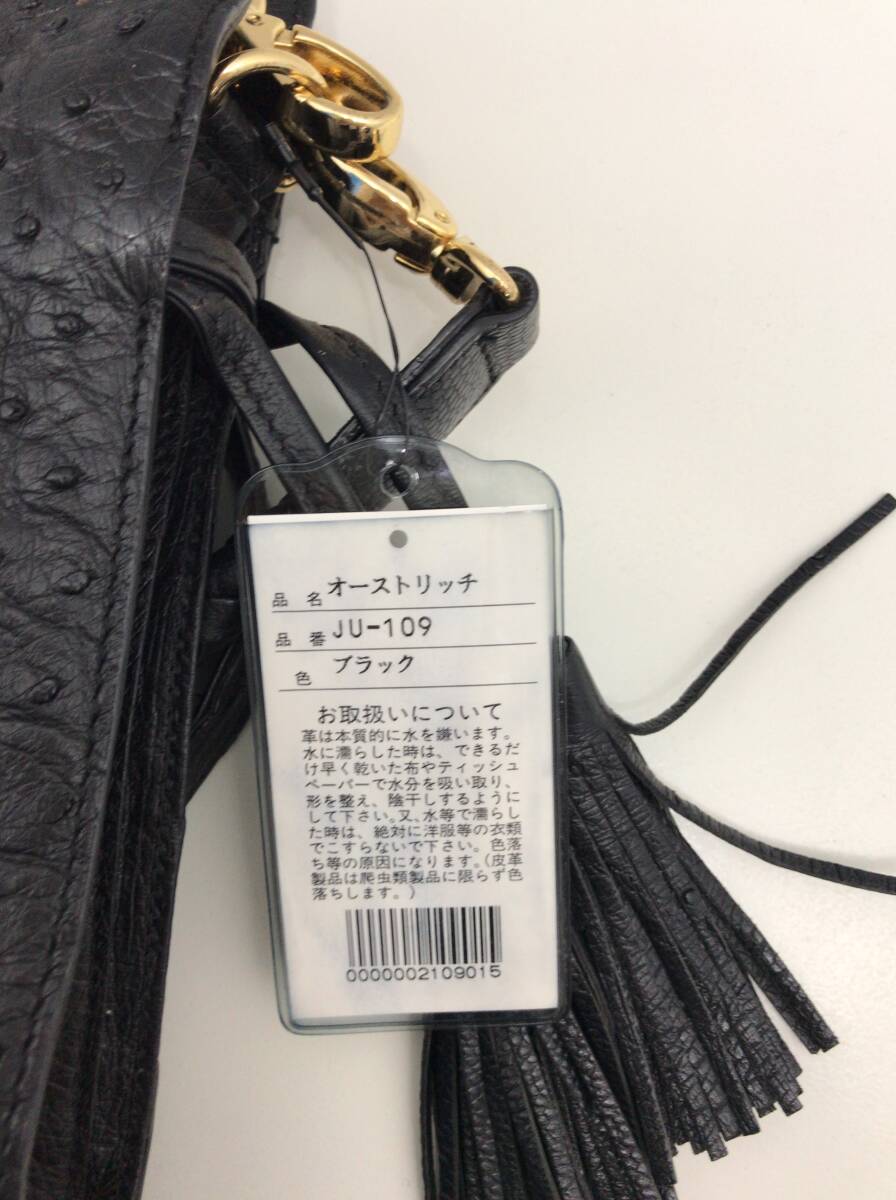 品名 オーストリッチ
品番 JU-109
色 ブラック
お取扱いについて
革は本質的に水を嫌います。
水に濡らした時は、できるだ
け早く乾いた布やティッシュ
ペーパーで水分を吸い取り、
形を整え、陰干しするように
して下さい。又、水等で濡らし
た時は、絶対に洋服等の衣類
でこすらないで下さい。色落
ち等の原因になります。(皮革
製品は爬虫類製品に限らず色
落ちします。)
0000002109015